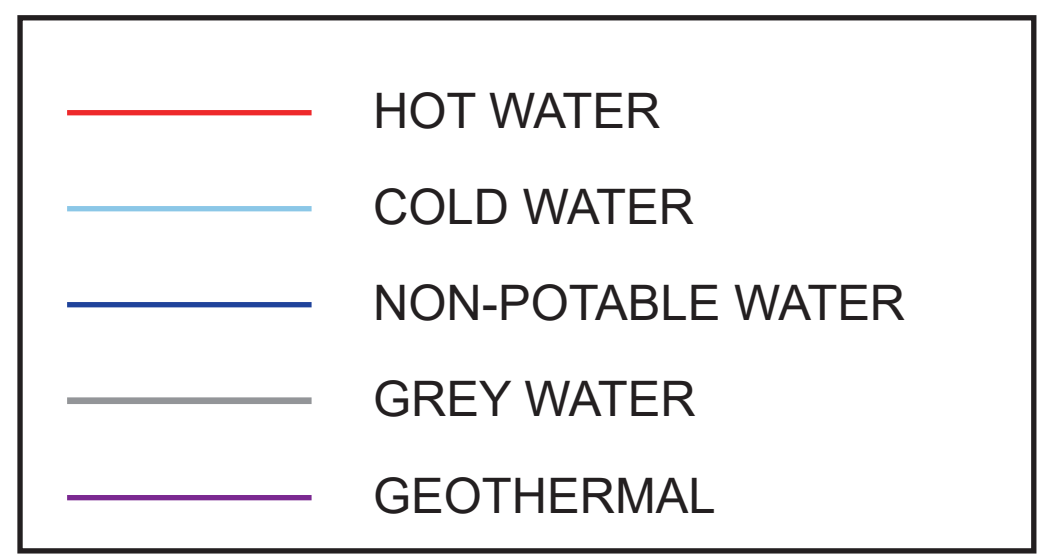 HOT WATER
COLD WATER
NON-POTABLE WATER
GREY WATER
GEOTHERMAL